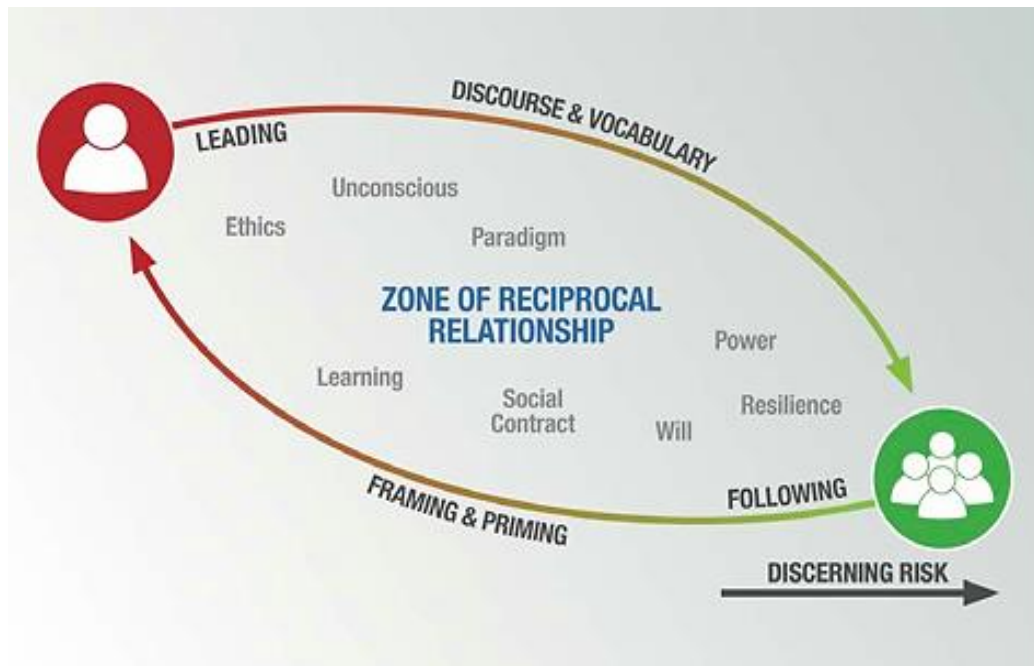 DISCOURSE & VOCABULARY
LEADING
Unconscious
Ethics
Paradigm
ZONE OF RECIPROCAL
RELATIONSHIP
Power
Learning
Social
Contract
Resilience
Will
FRAMING & PRIMING
FOLLOWING
DISCERNING RISK